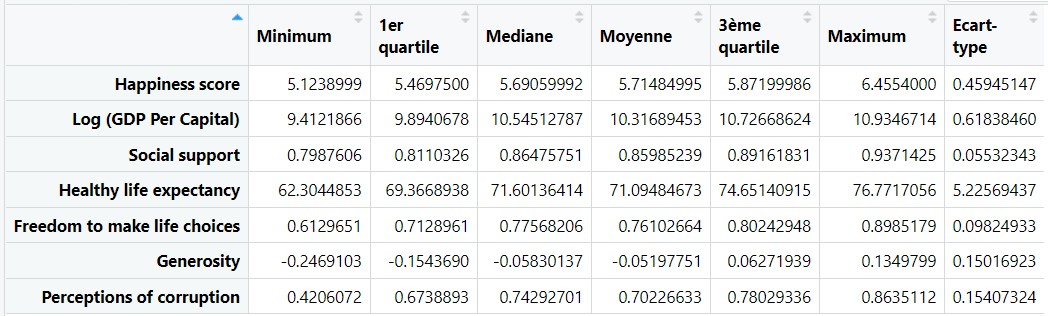 Minimum 1er quartile Mediane Moyenne 3ème quartile Maximum Ecart-type
Happiness score 5.1238999 5.4697500 5.69059992 5.71484995 5.87199986 6.4554000 0.45945147
Log (GDP Per Capital) 9.4121866 9.8940678 10.54512787 10.31689453 10.72668624 10.9346714 0.61838460
Social support 0.7987606 0.8110326 0.86475751 0.85985239 0.89161831 0.9371425 0.05532343
Healthy life expectancy 62.3044853 69.3668938 71.60136414 71.09484673 74.65140915 76.7717056 5.22569437
Freedom to make life choices 0.6129651 0.7128961 0.77568206 0.76102664 0.80242948 0.8985179 0.09824933
Generosity -0.2469103 -0.1543690 -0.05830137 -0.05197751 0.06271939 0.1349799 0.15016923
Perceptions of corruption 0.4206072 0.6738893 0.74292701 0.70226633 0.78029336 0.8635112 0.15407324